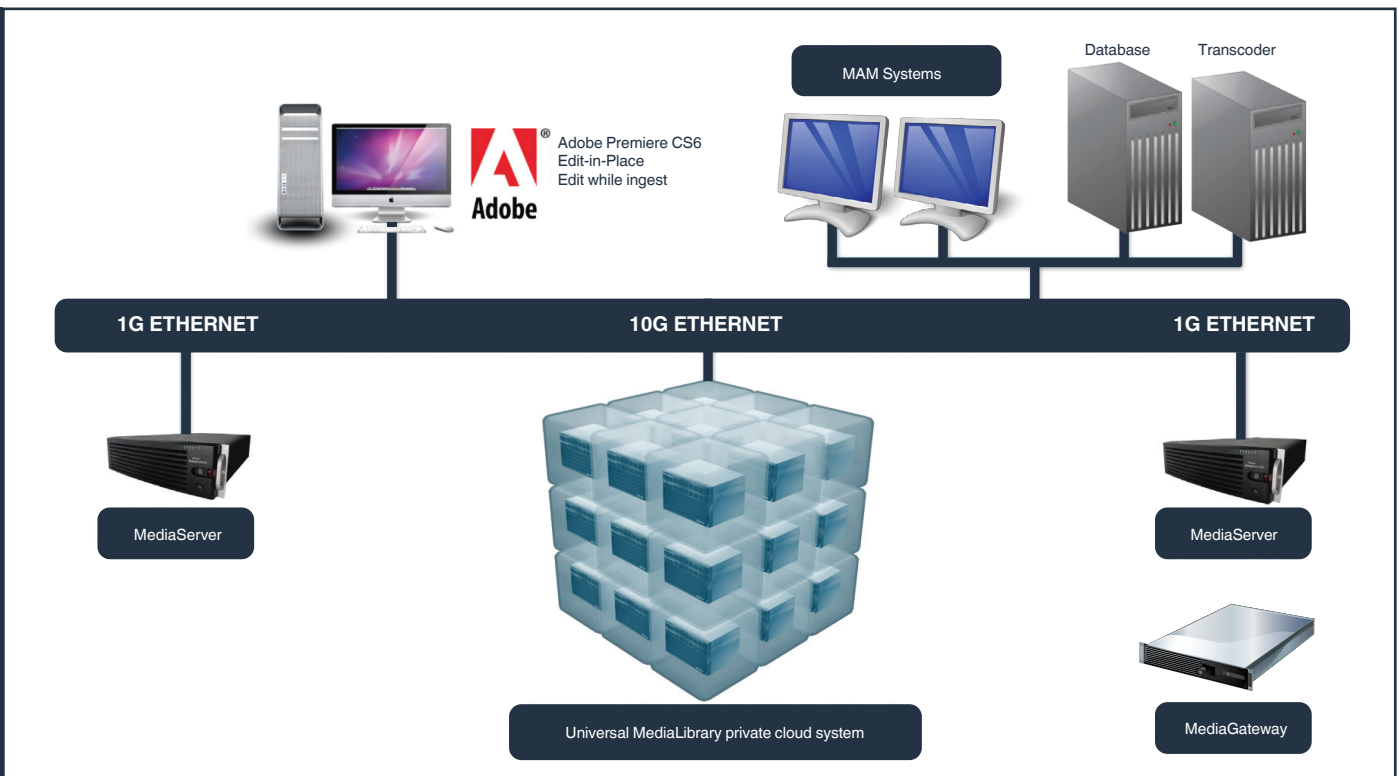 Database
Transcoder
MAM Systems
Adobe Premiere CS6
Edit-in-Place
Edit while ingest
®
Adobe
1G ETHERNET
10G ETHERNET
1G ETHERNET
MediaServer
MediaServer
Universal MediaLibrary private cloud system
MediaGateway